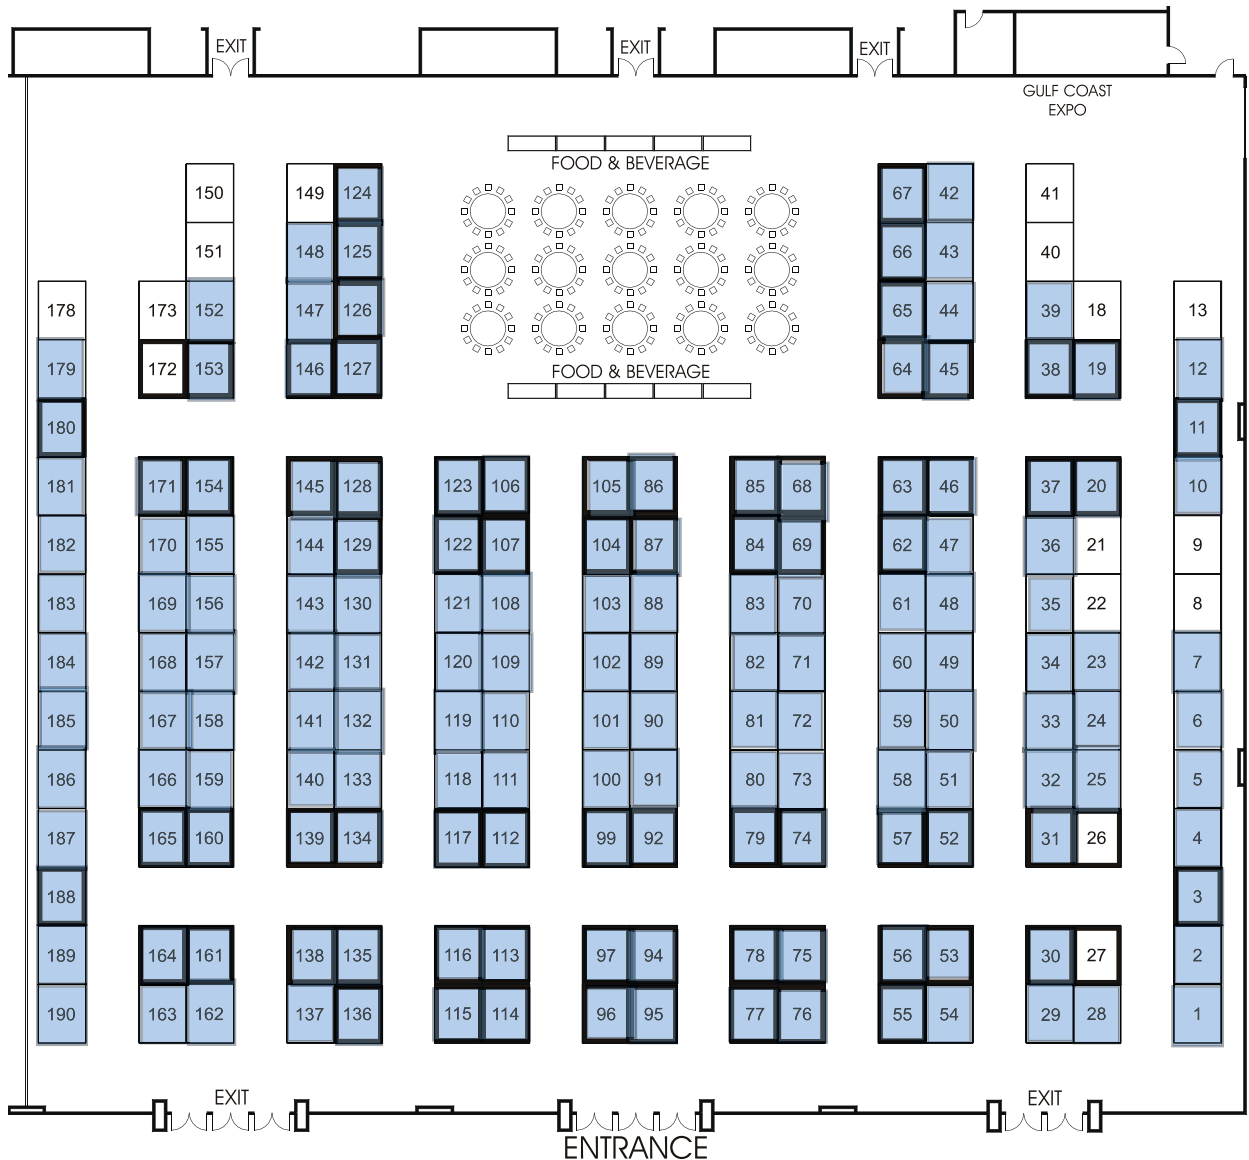 EXIT
EXIT
EXIT
GULF COAST
EXPO
FOOD & BEVERAGE
150 149 124 67 42 41
151 148 125 66 43 40
178 173 152 147 126 65 44 39 18 13
179 172 153 146 127 64 45 38 19 12
FOOD & BEVERAGE
180 11
181 171 154 145 128 123 106 105 86 85 68 63 46 37 20 10
182 170 155 144 129 122 107 104 87 84 69 62 47 36 21 9
183 169 156 143 130 121 108 103 88 83 70 61 48 35 22 8
184 168 157 142 131 120 109 102 89 82 71 60 49 34 23 7
185 167 158 141 132 119 110 101 90 81 72 59 50 33 24 6
186 166 159 140 133 118 111 100 91 80 73 58 51 32 25 5
187 165 160 139 134 117 112 99 92 79 74 57 52 31 26 4
188 3
189 164 161 138 135 116 113 97 94 78 75 56 53 30 27 2
190 163 162 137 136 115 114 96 95 77 76 55 54 29 28 1
EXIT
EXIT
ENTRANCE